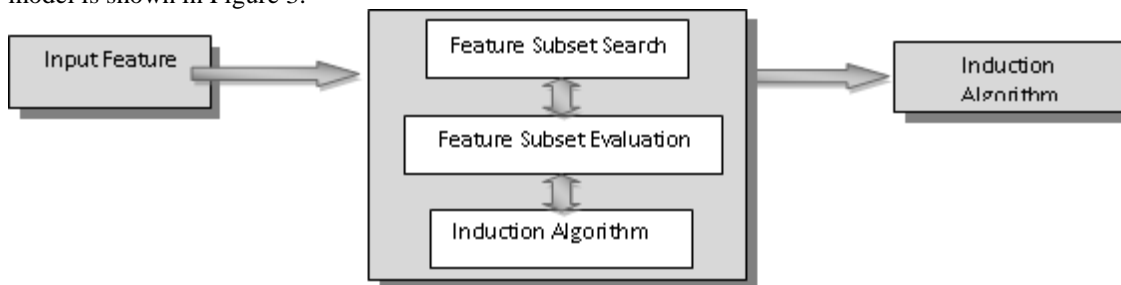 model is shown in Figure 3.
Input Feature
Feature Subset Search
Feature Subset Evaluation
Induction Algorithm
Induction
Algorithm